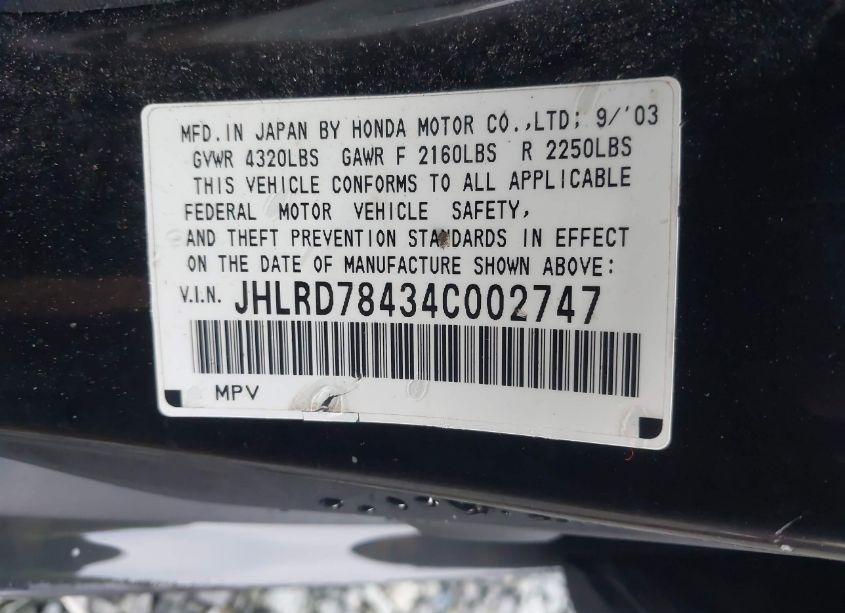 MFD. IN JAPAN BY HONDA MOTOR CO., LTD; 9/'03
GVWR 4320LBS GAWR F 2160LBS R 2250LBS
THIS VEHICLE CONFORMS TO ALL APPLICABLE
FEDERAL MOTOR VEHICLE SAFETY,
AND THEFT PREVENTION STANDARDS IN EFFECT
ON THE DATE OF MANUFACTURE SHOWN ABOVE:
V.I.N. JHLRD78434C002747
MPV